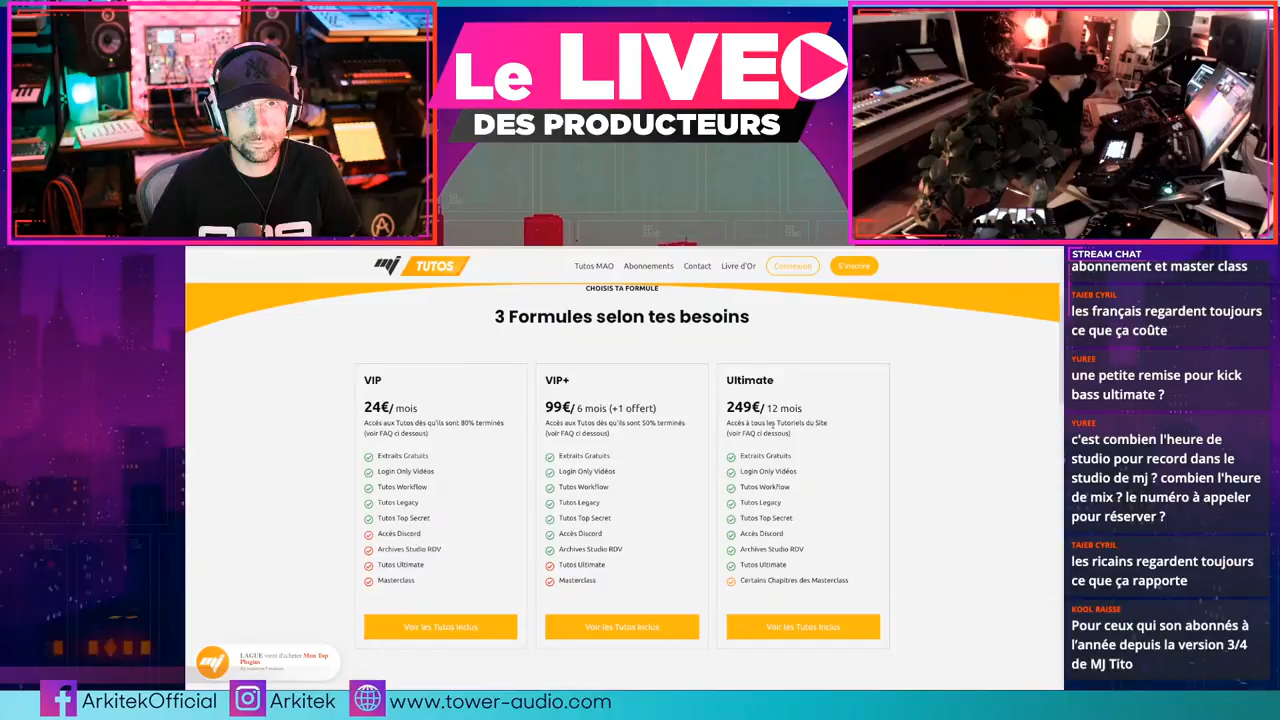 Le LIVE
DES PRODUCTEURS
mj TUTOS
Tutos MAO
Abonnements
Contact
Livre d'Or
Connexion
S'inscrire
CHOISIS TA FORMULE
3 Formules selon tes besoins
VIP
24€/ mois
Accès aux Tutos dès qu'ils sont 80% terminés
(voir FAQ ci dessous)
Extraits Gratuits
Login Only Vidéos
Tutos Workflow
Tutos Legacy
Tutos Top Secret
Accès Discord
Archives Studio RDV
Tutos Ultimate
Masterclass
Voir les Tutos Inclus
VIP+
99€/ 6 mois (+1 offert)
Accès aux Tutos dès qu'ils sont 50% terminés
(voir FAQ ci dessous)
Extraits Gratuits
Login Only Vidéos
Tutos Workflow
Tutos Legacy
Tutos Top Secret
Accès Discord
Archives Studio RDV
Tutos Ultimate
Masterclass
Voir les Tutos Inclus
Ultimate
249€/ 12 mois
Accès à tous les Tutoriels du Site
(voir FAQ ci dessous)
Extraits Gratuits
Login Only Vidéos
Tutos Workflow
Tutos Legacy
Tutos Top Secret
Accès Discord
Archives Studio RDV
Tutos Ultimate
Certains Chapitres des Masterclass
Voir les Tutos Inclus
mj
LAGUE vient d'acheter Mon Top
Plugins
STREAM CHAT
abonnement et master class
TAIEB CYRIL
les français regardent toujours
ce que ça coûte
YUREE
une petite remise pour kick
bass ultimate ?
YUREE
c'est combien l'heure de
studio pour record dans le
studio de mj ? combien l'heure
de mix ? le numéro à appeler
pour réserver ?
TAIEB CYRIL
les ricains regardent toujours
ce que ça rapporte
KOOL RAISSE
Pour ceux qui son abonnés à
l'année depuis la version 3/4
de MJ Tito
ArkitekOfficial
Arkitek
www.tower-audio.com